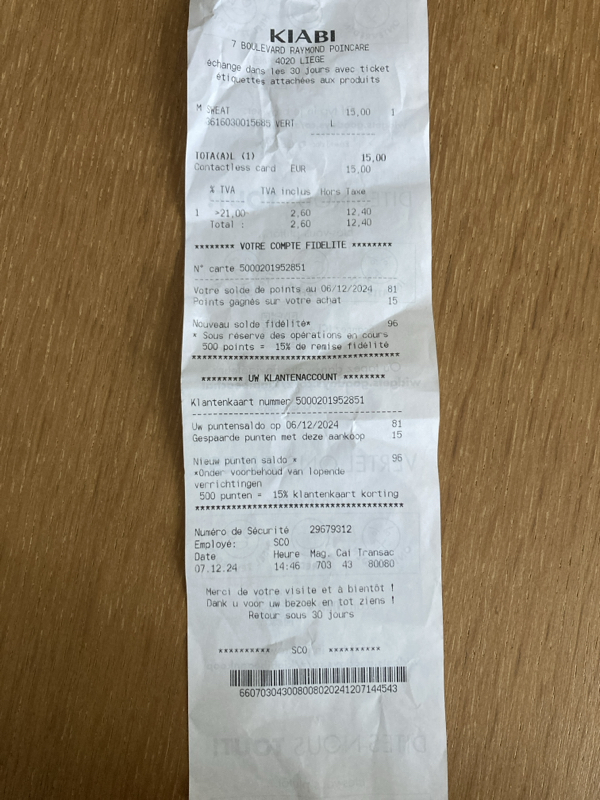 KIABI
7 BOULEVARD RAYMOND POINCARE
4020 LIEGE
échange dans les 30 jours avec ticket
étiquettes attachées aux produits
M SWEAT 15,00 1
3616030015685 VERT L
TOTA(A)L (1) 15,00
Contactless card EUR 15,00
% TVA TVA inclus Hors Taxe
1 >21,00 2,60 12,40
Total : 2,60 12,40
******** VOTRE COMPTE FIDELITE ********
N° carte 5000201952851
Votre solde de points au 06/12/2024 81
Points gagnés sur votre achat 15
Nouveau solde fidélité* 96
* Sous réserve des opérations en cours
500 points = 15% de remise fidélité
******** UW KLANTENACCOUNT ********
Klantenkaart nummer 5000201952851
Uw puntensaldo op 06/12/2024 81
Gespaarde punten met deze aankoop 15
Nieuw punten saldo * 96
*Onder voorbehoud van lopende
verrichtingen
500 punten = 15% klantenkaart korting
Numéro de Sécurité 29679312
Employé: SCO
Date Heure Mag. Cai Transac
07.12.24 14:46 703 43 80080
Merci de votre visite et à bientôt !
Dank u voor uw bezoek en tot ziens !
Retour sous 30 jours
********** SCO **********
6607030430080080202412071445​43